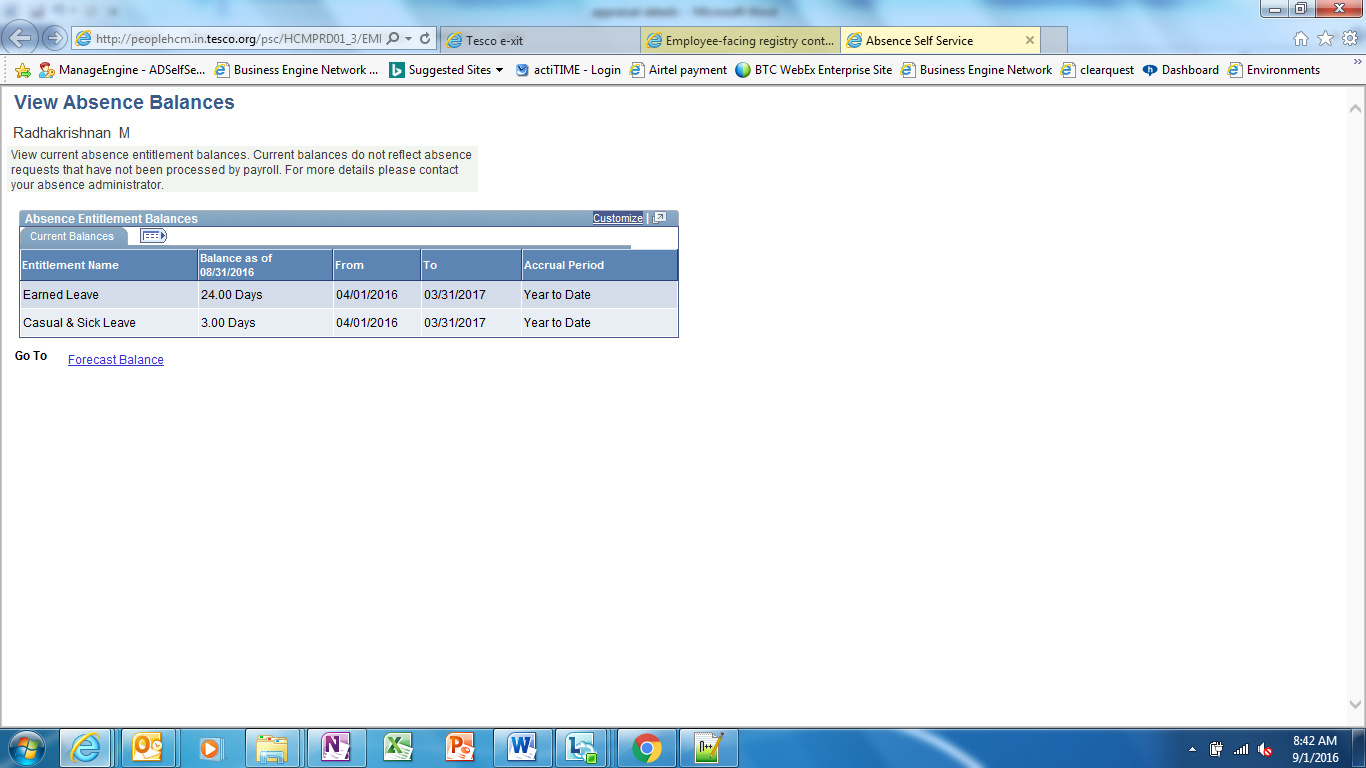 appraisal details - Microsoft Word
http://peoplehcm.in.tesco.org/psc/HCMPRD01_3/EMI
Tesco e-xit
Employee-facing registry cont...
Absence Self Service
ManageEngine - ADSelfSe...
Business Engine Network ...
Suggested Sites
actiTIME - Login
Airtel payment
BTC WebEx Enterprise Site
Business Engine Network
clearquest
Dashboard
Environments
View Absence Balances
Radhakrishnan M
View current absence entitlement balances. Current balances do not reflect absence
requests that have not been processed by payroll. For more details please contact
your absence administrator.
Absence Entitlement Balances
Customize |
Current Balances
Entitlement Name Balance as of 08/31/2016 From To Accrual Period
Earned Leave 24.00 Days 04/01/2016 03/31/2017 Year to Date
Casual & Sick Leave 3.00 Days 04/01/2016 03/31/2017 Year to Date
Go To Forecast Balance
8:42 AM
9/1/2016